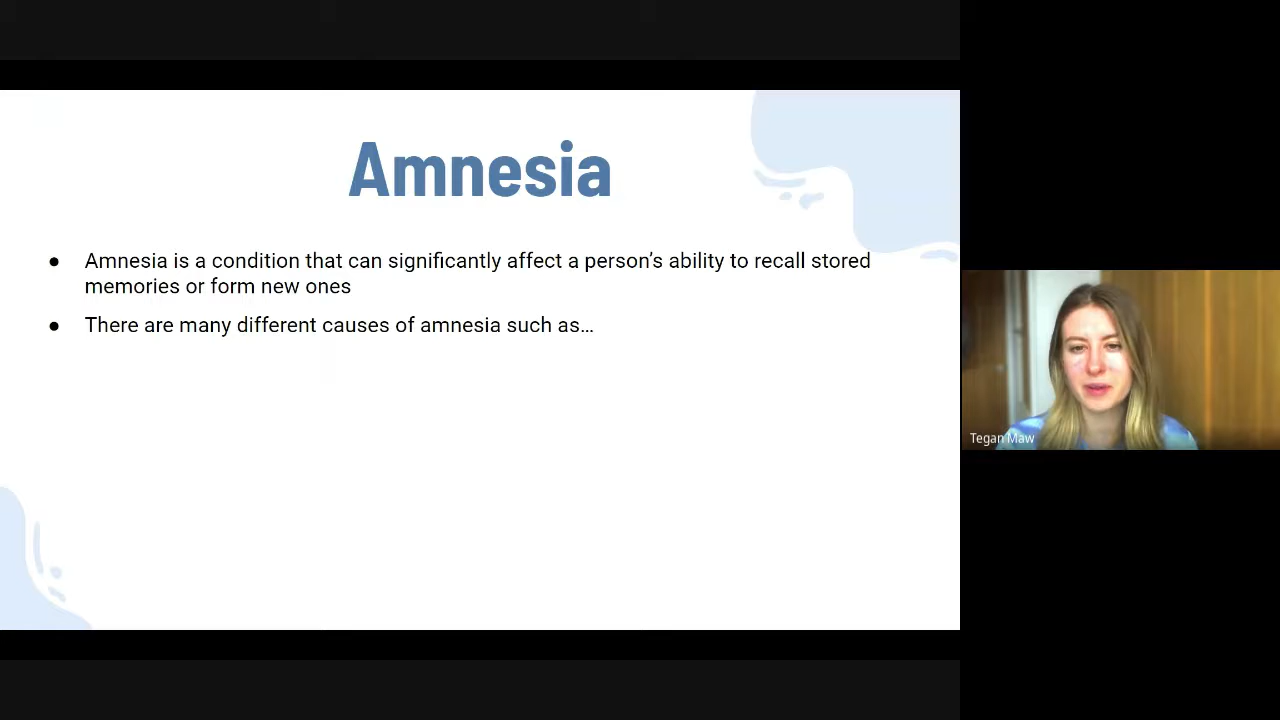 Amnesia
● Amnesia is a condition that can significantly affect a person’s ability to recall stored
memories or form new ones
● There are many different causes of amnesia such as…
Tegan Maw